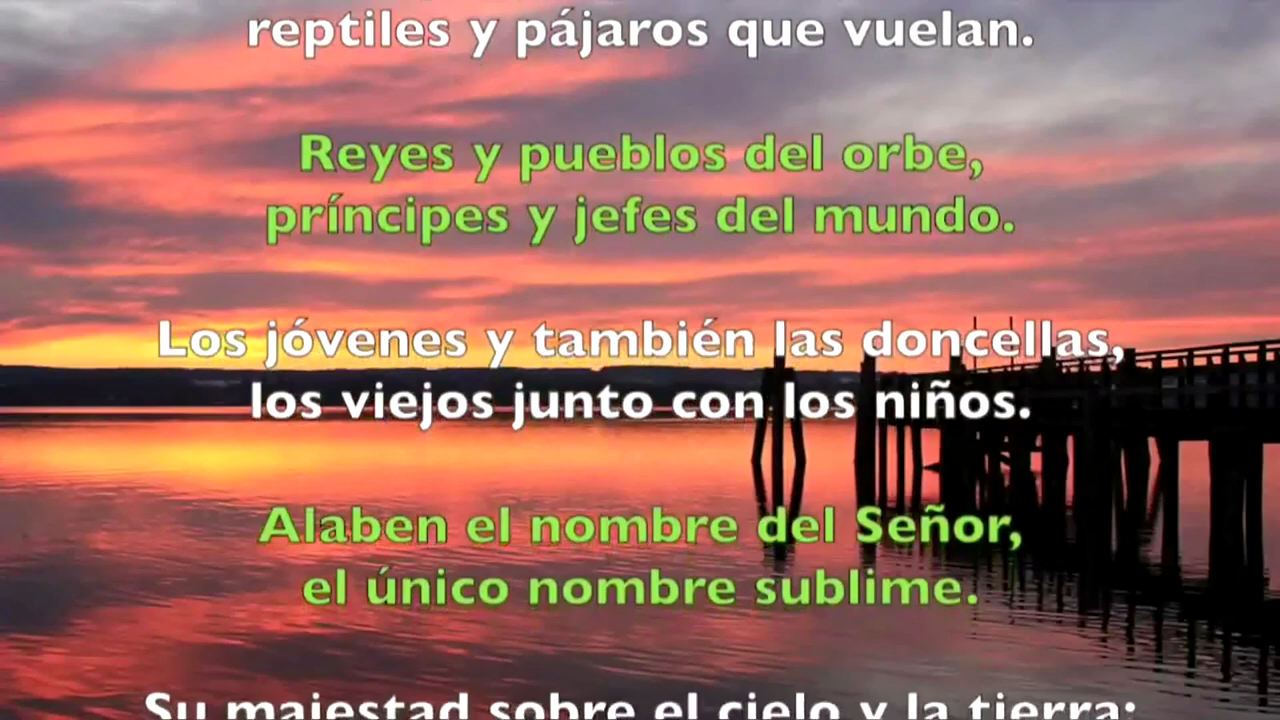 reptiles y pájaros que vuelan.
Reyes y pueblos del orbe,
príncipes y jefes del mundo.
Los jóvenes y también las doncellas,
los viejos junto con los niños.
Alaben el nombre del Señor,
el único nombre sublime.
Su majestad sobre el cielo y la tierra;